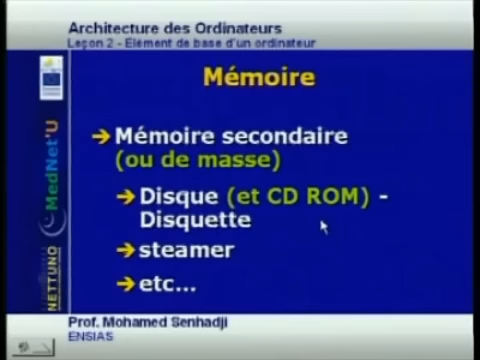 Architecture des Ordinateurs
Leçon 2 - Elément de base d'un ordinateur
Mémoire
Mémoire secondaire
(ou de masse)
Disque (et CD ROM) -
Disquette
steamer
etc...
MedNet'U
NETTUNO
Prof. Mohamed Senhadji
ENSIAS